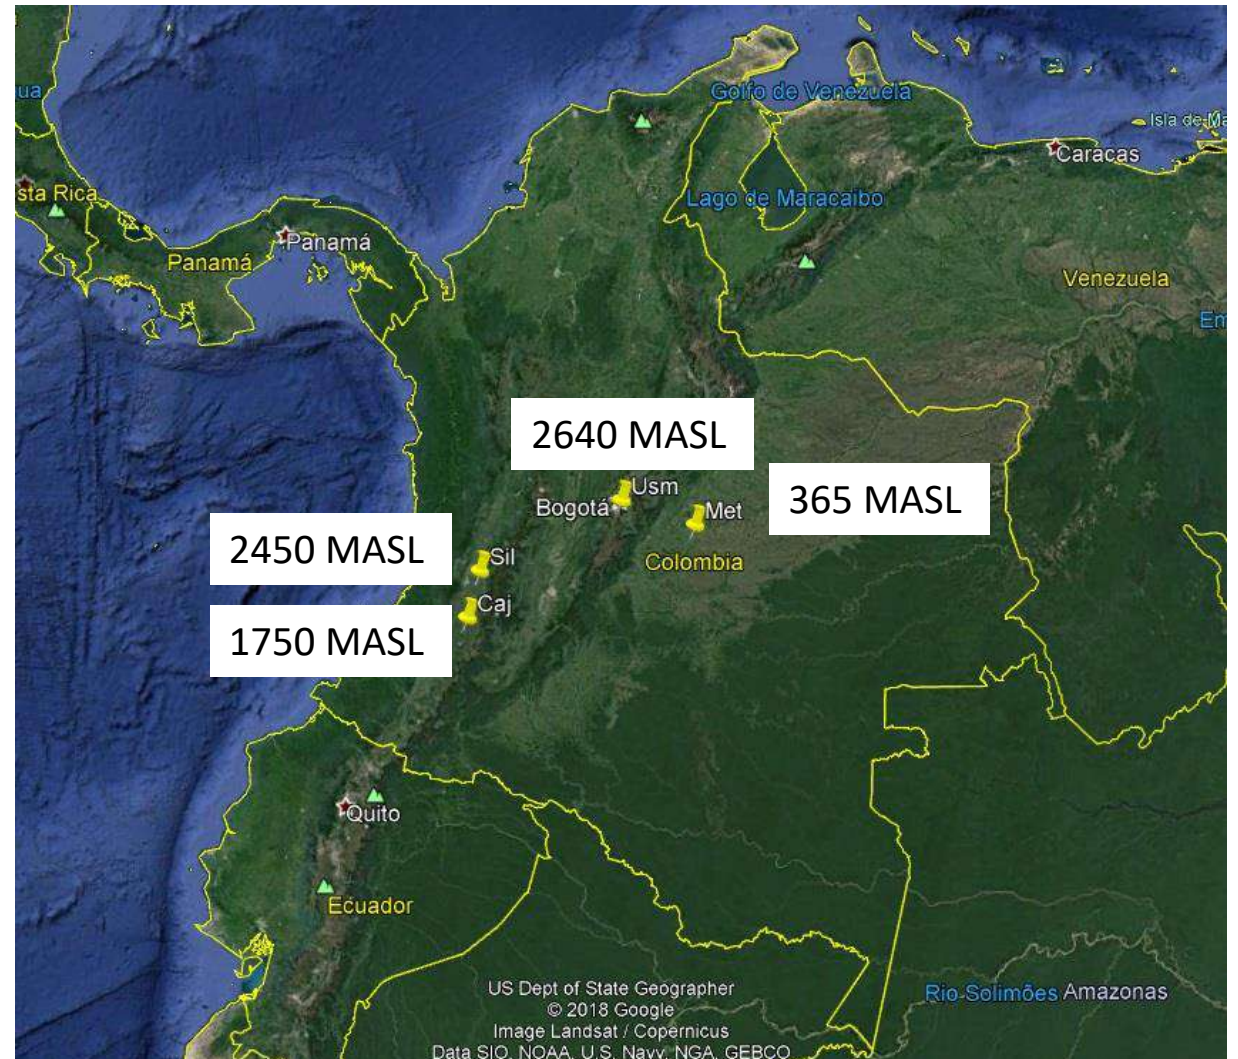 ua
Golfo de Venezuela
Isla de Ma
Caracas
sta Rica
Lago de Maracaibo
Panamá
Panamá
Venezuela
Em
2640 MASL
Usm
365 MASL
Bogotá
Met
2450 MASL
Sil
Colombia
Caj
1750 MASL
Quito
Ecuador
US Dept of State Geographer
© 2018 Google
Image Landsat / Copernicus
Data SIO, NOAA, U.S. Navy, NGA, GEBCO
Rio Solimões Amazonas